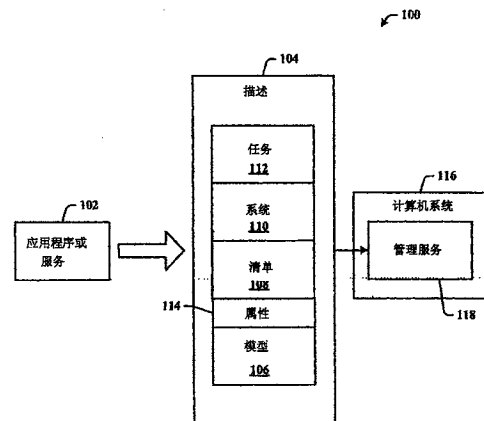 100
104
描述
任务
112
102
应用程序或
服务
系统
110
116
计算机系统
管理服务
清单
108
114
属性
118
模型
106